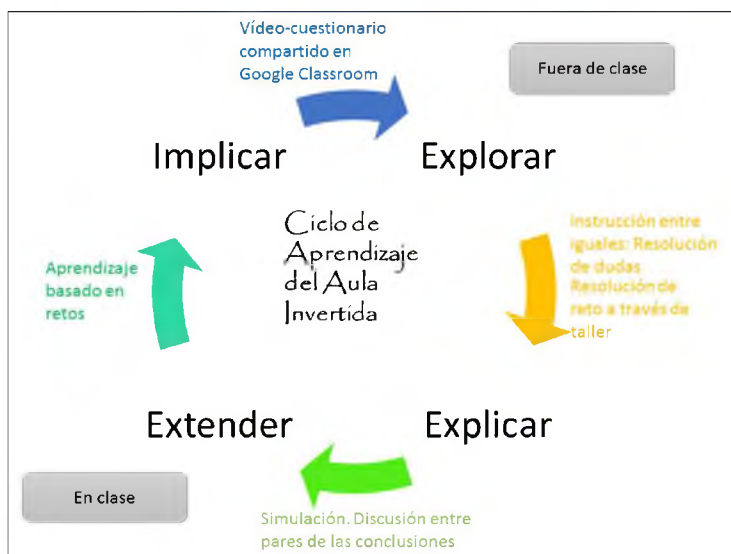 Vídeo-cuestionario
compartido en
Google Classroom
Fuera de clase
Implicar
Explorar
Ciclo de
Aprendizaje
del Aula
Invertida
Instrucción entre
iguales: Resolución
de dudas
Resolución de
reto a través de
taller
Aprendizaje
basado en
retos
Extender
Explicar
En clase
Simulación. Discusión entre
pares de las conclusiones